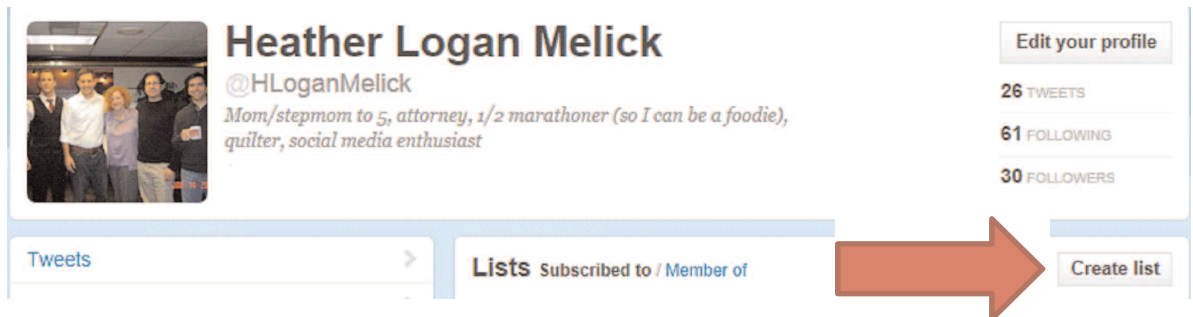 Heather Logan Melick
@HLoganMelick
Mom/stepmom to 5, attorney, 1/2 marathoner (so I can be a foodie),
quilter, social media enthusiast
Edit your profile
26 TWEETS
61 FOLLOWING
30 FOLLOWERS
Tweets
Lists Subscribed to / Member of
Create list